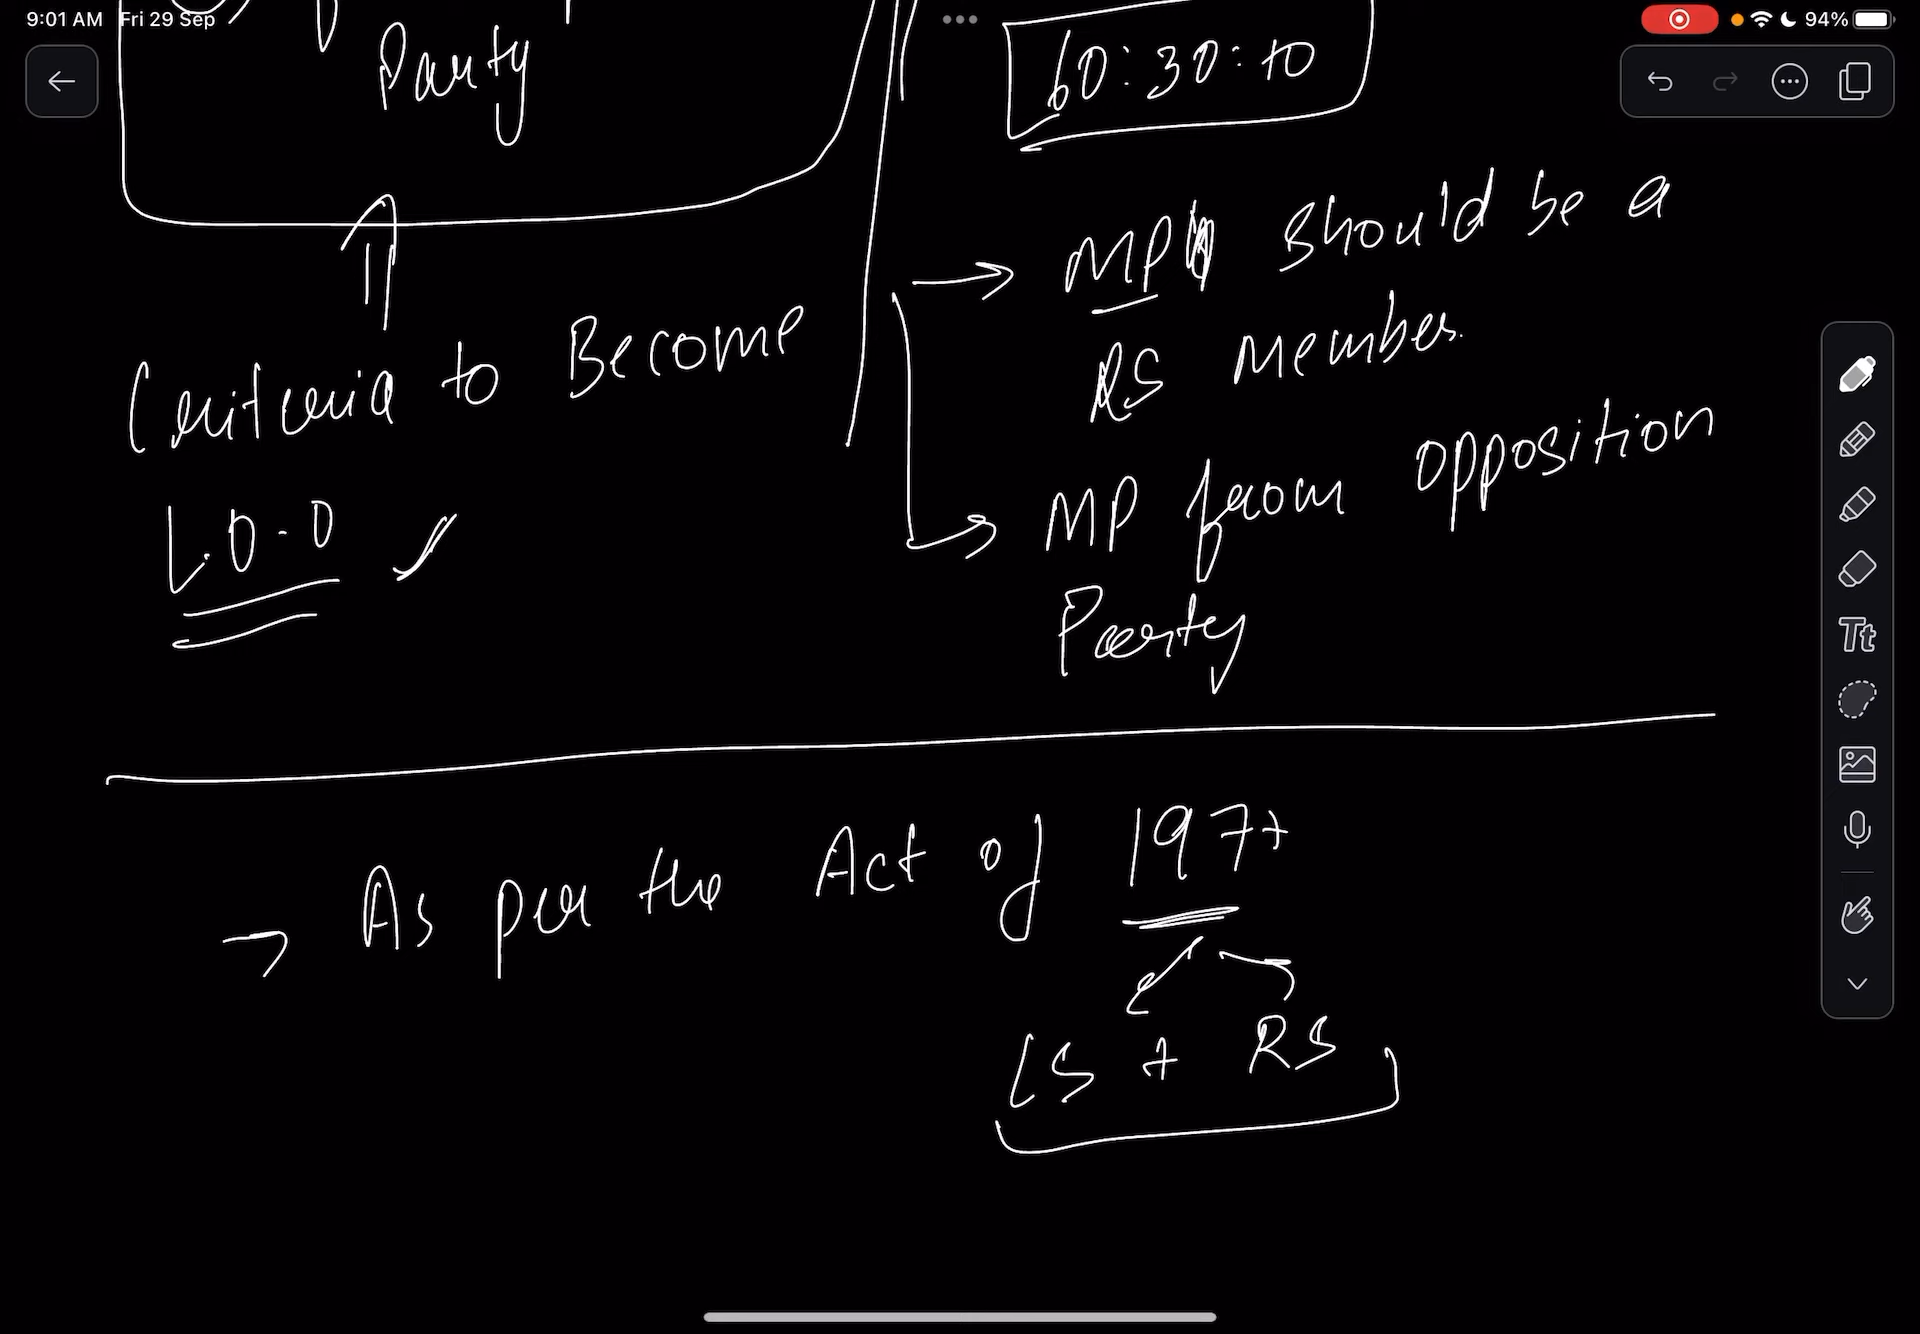 9:01 AM Fri 29 Sep
94%
Party
60:30:10
Criteria to Become
L.O.O
MP should be a
RS Member.
MP from opposition
Party
Tt
As per the Act of 1977
LS + RS